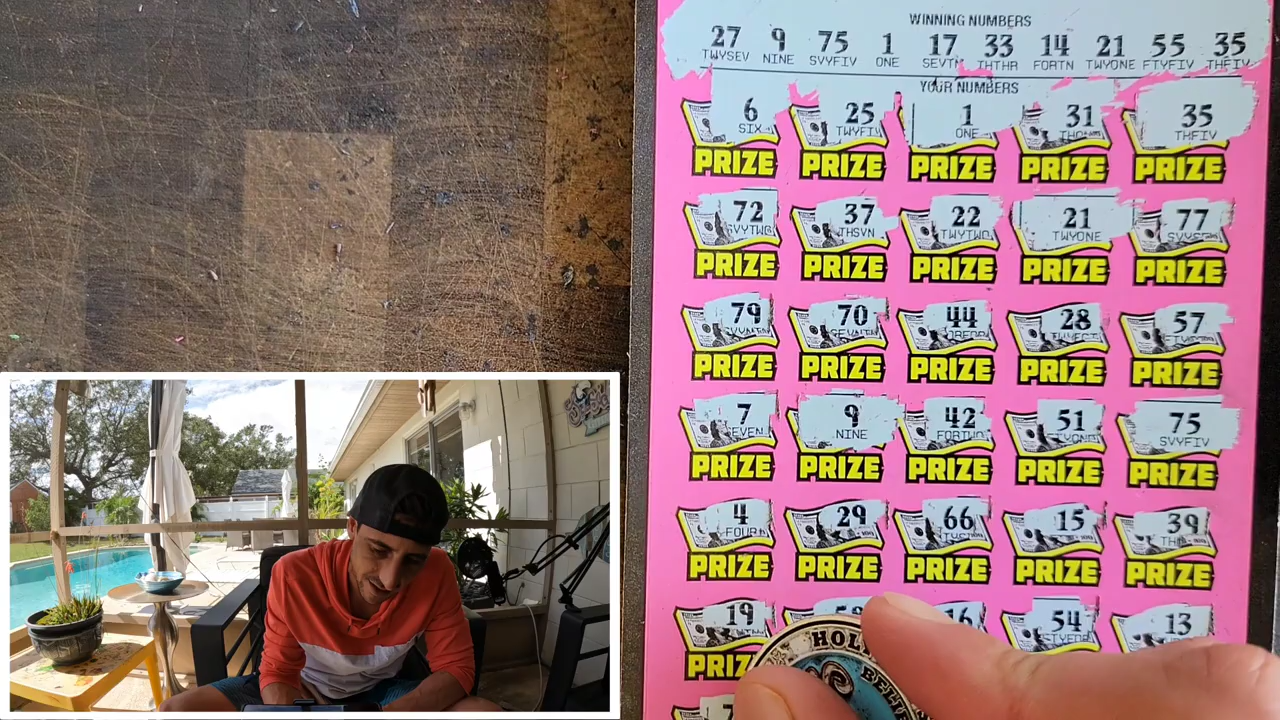 WINNING NUMBERS
27 9 75 1 17 33 14 21 55 35
TWYSEV NINE SVYFIV ONE SEVTN THTHR FORTN TWYONE FTYFIV THFIV
YOUR NUMBERS
6 25 1 31 35
SIX TWYFIV ONE THFIV
PRIZE PRIZE PRIZE PRIZE PRIZE
72 37 22 21 77
SVYTWO THSVN TWYTWO TWYONE
PRIZE PRIZE PRIZE PRIZE PRIZE
79 70 44 28 57
PRIZE PRIZE PRIZE PRIZE PRIZE
7 9 42 51 75
NINE FORTWO SVYFIV
PRIZE PRIZE PRIZE PRIZE PRIZE
4 29 66 15 39
PRIZE PRIZE PRIZE PRIZE PRIZE
19 16 54 13